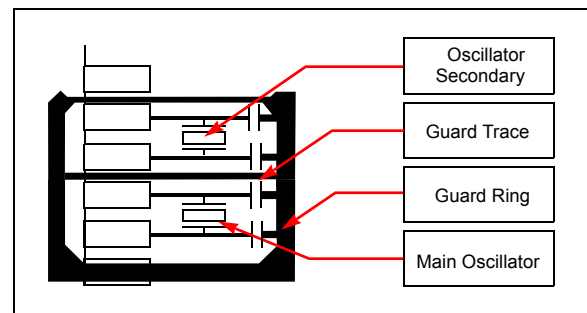 Oscillator
Secondary
Guard Trace
Guard Ring
Main Oscillator